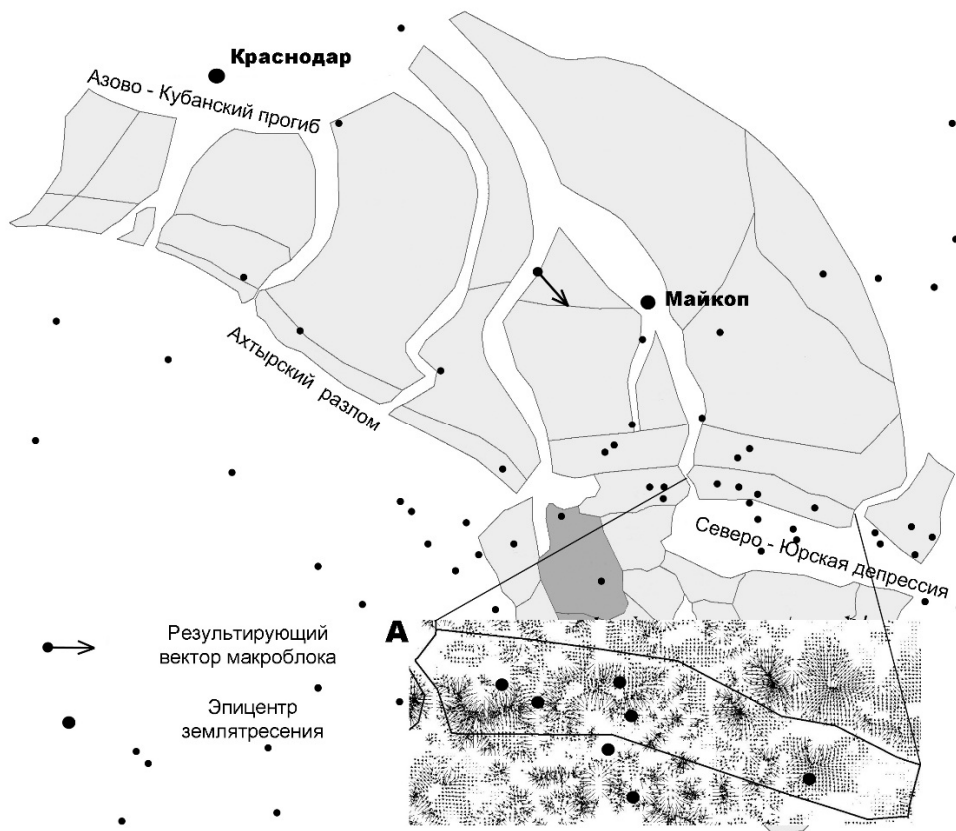 Краснодар
Азово - Кубанский прогиб
Майкоп
Ахтырский разлом
Северо - Юрская депрессия
А
Результирующий
вектор макроблока
Эпицентр
землятресения